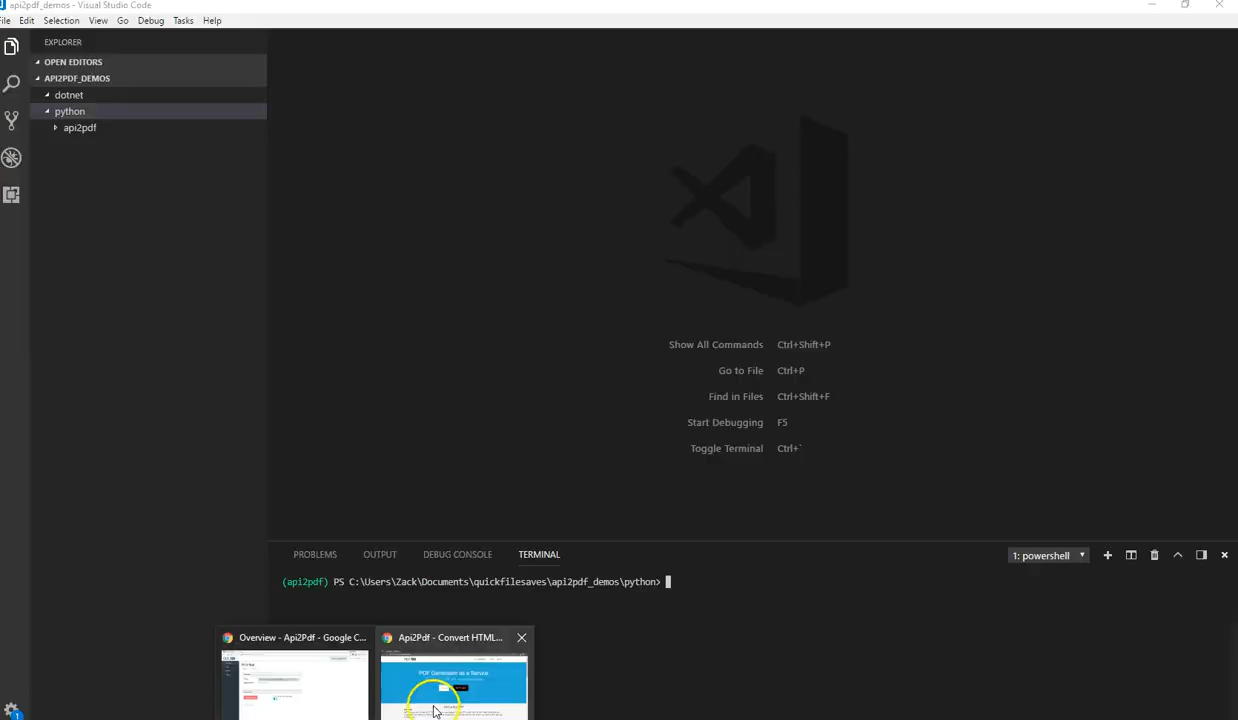 api2pdf_demos - Visual Studio Code
File Edit Selection View Go Debug Tasks Help
EXPLORER
OPEN EDITORS
API2PDF_DEMOS
dotnet
python
api2pdf
Show All Commands Ctrl+Shift+P
Go to File Ctrl+P
Find in Files Ctrl+Shift+F
Start Debugging F5
Toggle Terminal Ctrl+`
PROBLEMS OUTPUT DEBUG CONSOLE TERMINAL 1: powershell
(api2pdf) PS C:\Users\Zack\Documents\quickfilesaves\api2pdf_demos\python>
Overview - Api2Pdf - Google C... Api2Pdf - Convert HTML...
PDF Generation as a Service
1